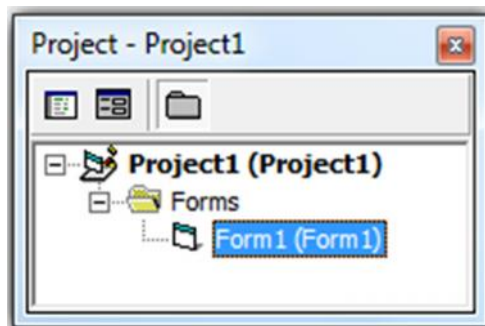 Project - Project1
Project1 (Project1)
Forms
Form1 (Form1)